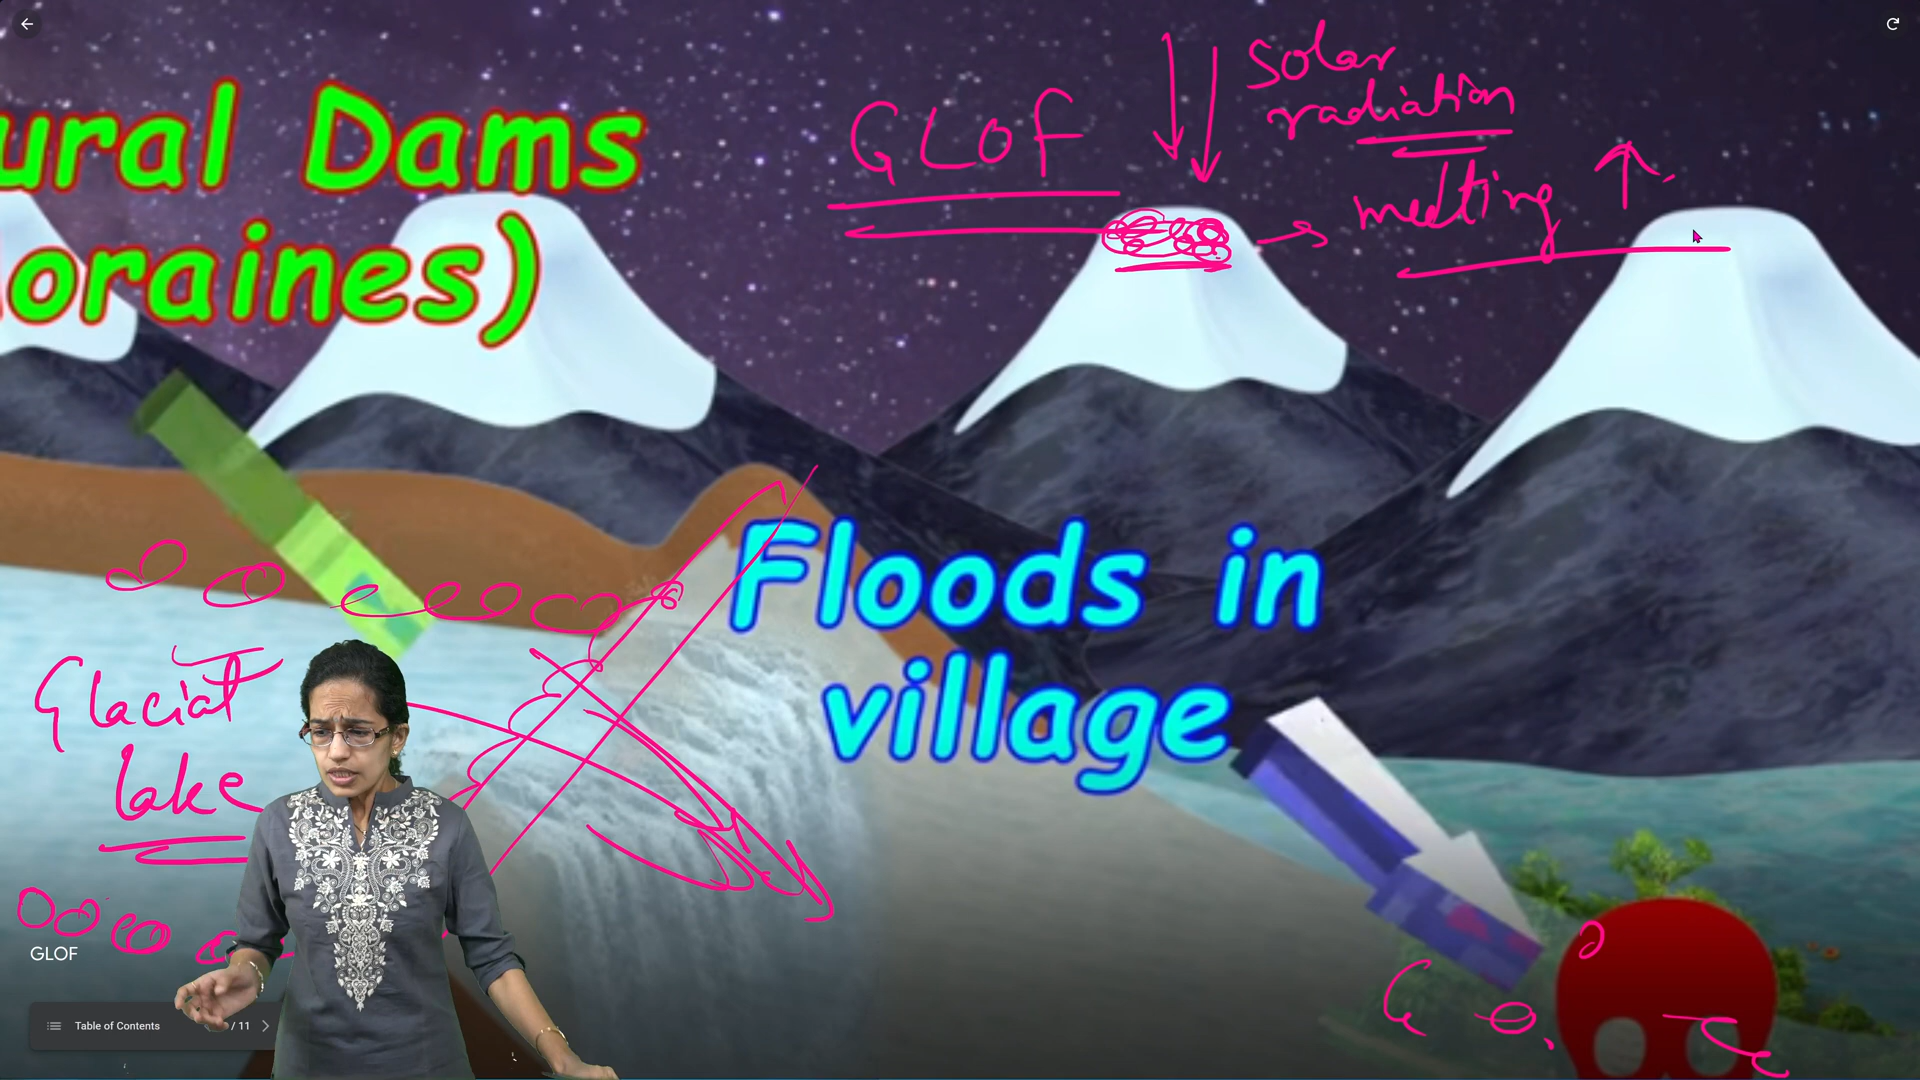 ural Dams
oraines)
GLOF
solar
radiation
melting
Floods in
village
Glacial
lake
GLOF
Table of Contents
/ 11